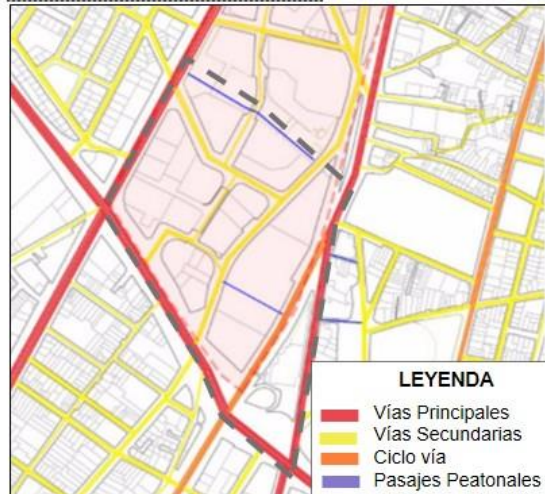 LEYENDA
Vías Principales
Vías Secundarias
Ciclo vía
Pasajes Peatonales